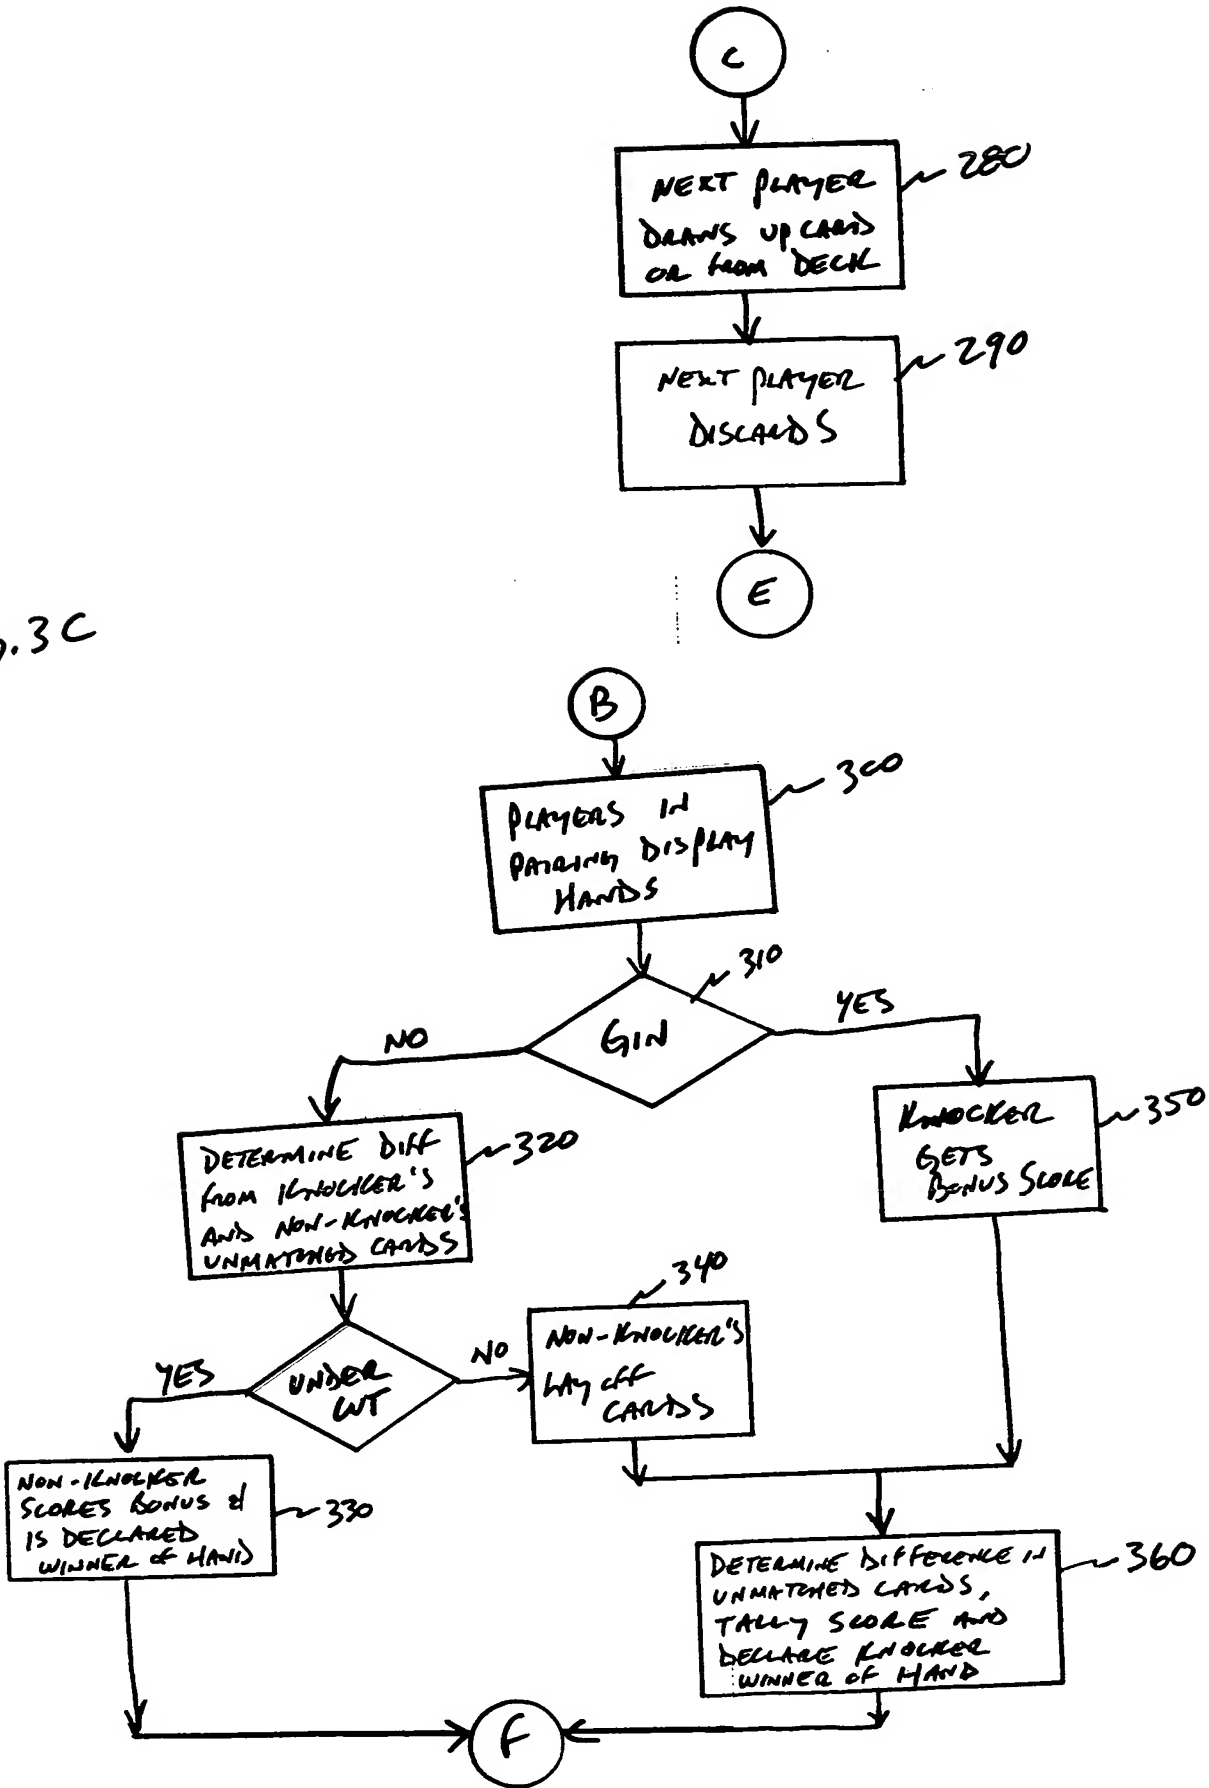 C
NEXT PLAYER
DRAWS UP CARD
OR FROM DECK
280
NEXT PLAYER
DISCARDS
290
E
.3C
B
PLAYERS IN
PAIRING DISPLAY
HANDS
300
GIN
310
NO
YES
DETERMINE DIFF
FROM KNOCKER'S
AND NON-KNOCKER'S
UNMATCHED CARDS
320
KNOCKER
GETS
BONUS SCORE
350
UNDER
CUT
YES
NO
NON-KNOCKER'S
LAY OFF
CARDS
340
NON-KNOCKER
SCORES BONUS &
IS DECLARED
WINNER OF HAND
330
DETERMINE DIFFERENCE IN
UNMATCHED CARDS,
TALLY SCORE AND
DECLARE KNOCKER
WINNER OF HAND
360
F